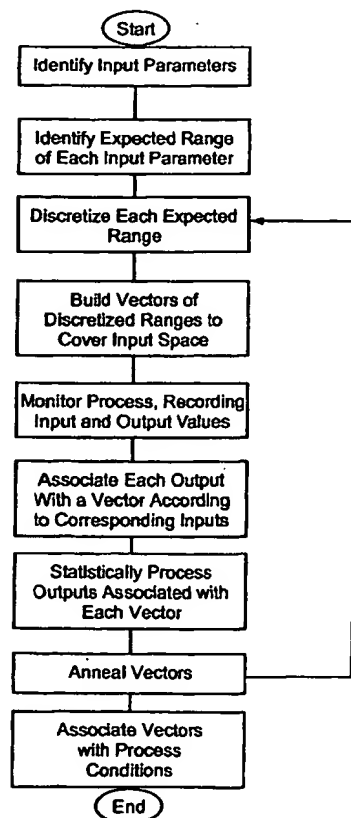 Start
Identify Input Parameters
Identify Expected Range
of Each Input Parameter
Discretize Each Expected
Range
Build Vectors of
Discretized Ranges to
Cover Input Space
Monitor Process, Recording
Input and Output Values
Associate Each Output
With a Vector According
to Corresponding Inputs
Statistically Process
Outputs Associated with
Each Vector
Anneal Vectors
Associate Vectors
with Process
Conditions
End